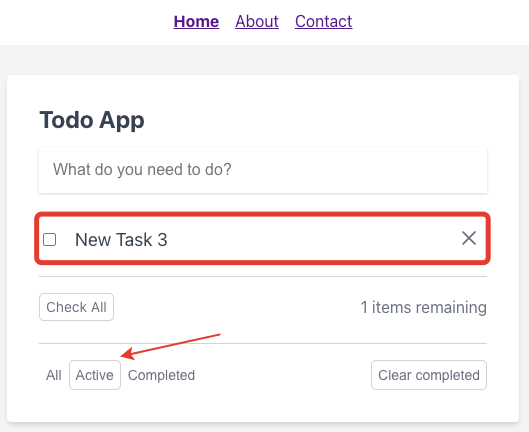 Home About Contact
Todo App
What do you need to do?
New Task 3
Check All 1 items remaining
All Active Completed Clear completed